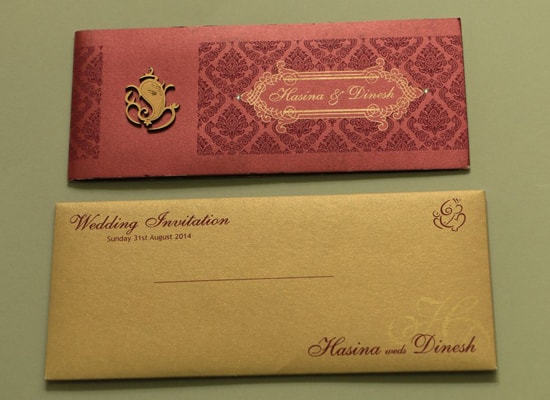 Hasina & Dinesh
Wedding Invitation
Sunday 31st August 2014
H
Hasina weds Dinesh